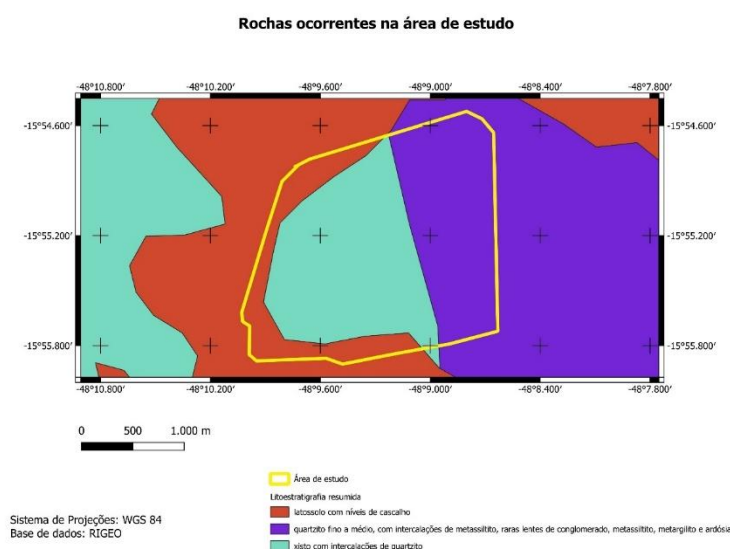 Rochas ocorrentes na área de estudo
-48°10.800′ -48°10.200′ -48°9.600′ -48°9.000′ -48°8.400′ -48°7.800′
-15°54.600′ -15°54.600′
-15°55.200′ -15°55.200′
-15°55.800′ -15°55.800′
-48°10.800′ -48°10.200′ -48°9.600′ -48°9.000′ -48°8.400′ -48°7.800′
0 500 1.000 m
Área de estudo
Litoestratigrafia resumida
latossolo com níveis de cascalho
quartzito fino a médio, com intercalações de metassiltito, raras lentes de conglomerado, metassiltito, metargilito e ardósia
xisto com intercalações de quartzito
Sistema de Projeções: WGS 84
Base de dados: RIGEO